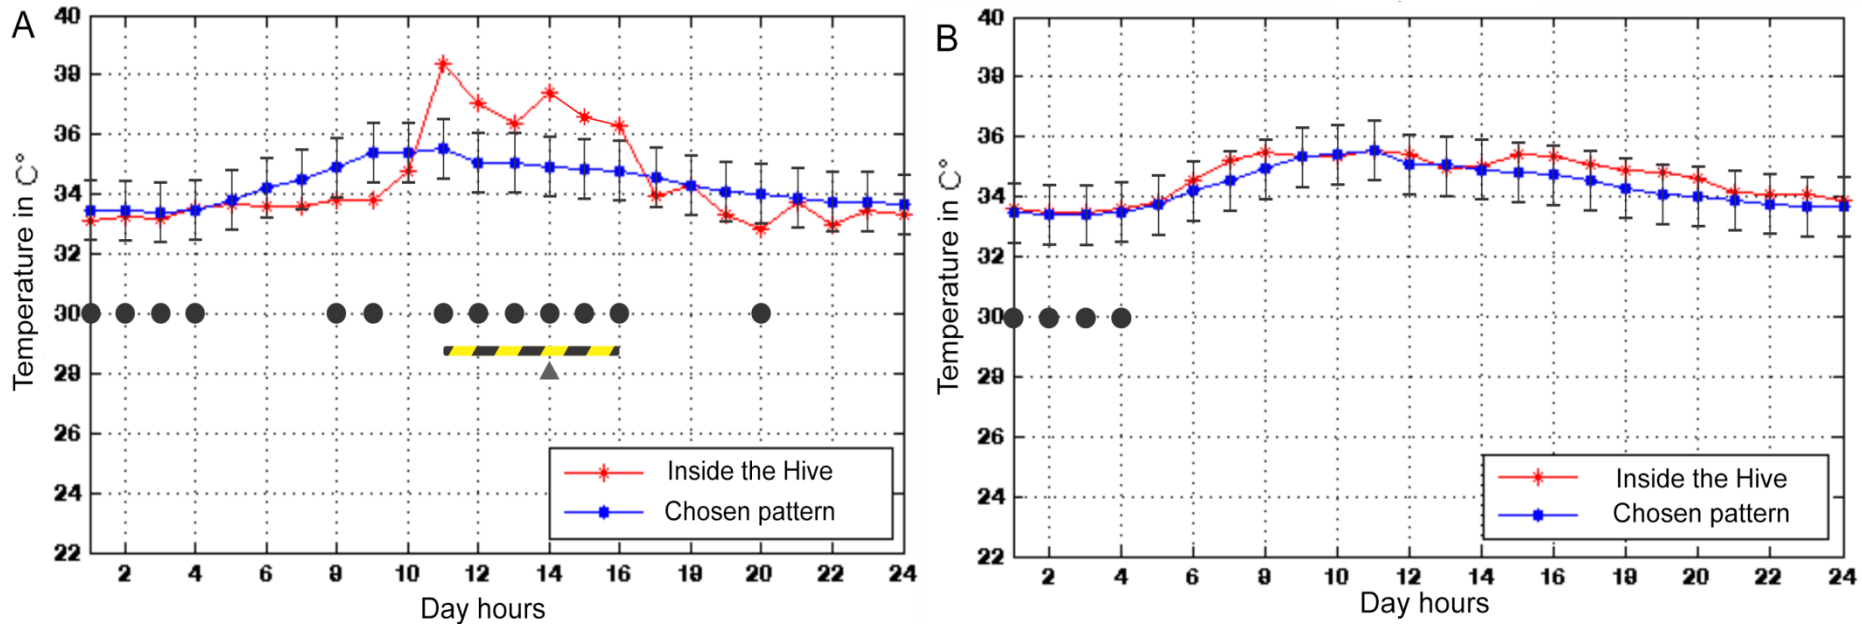 A
40
38
36
34
32
30
28
26
24
22
Temperature in C°
2 4 6 8 10 12 14 16 18 20 22 24
Day hours
Inside the Hive
Chosen pattern
B
40
38
36
34
32
30
28
26
24
22
Temperature in C°
2 4 6 8 10 12 14 16 18 20 22 24
Day hours
Inside the Hive
Chosen pattern